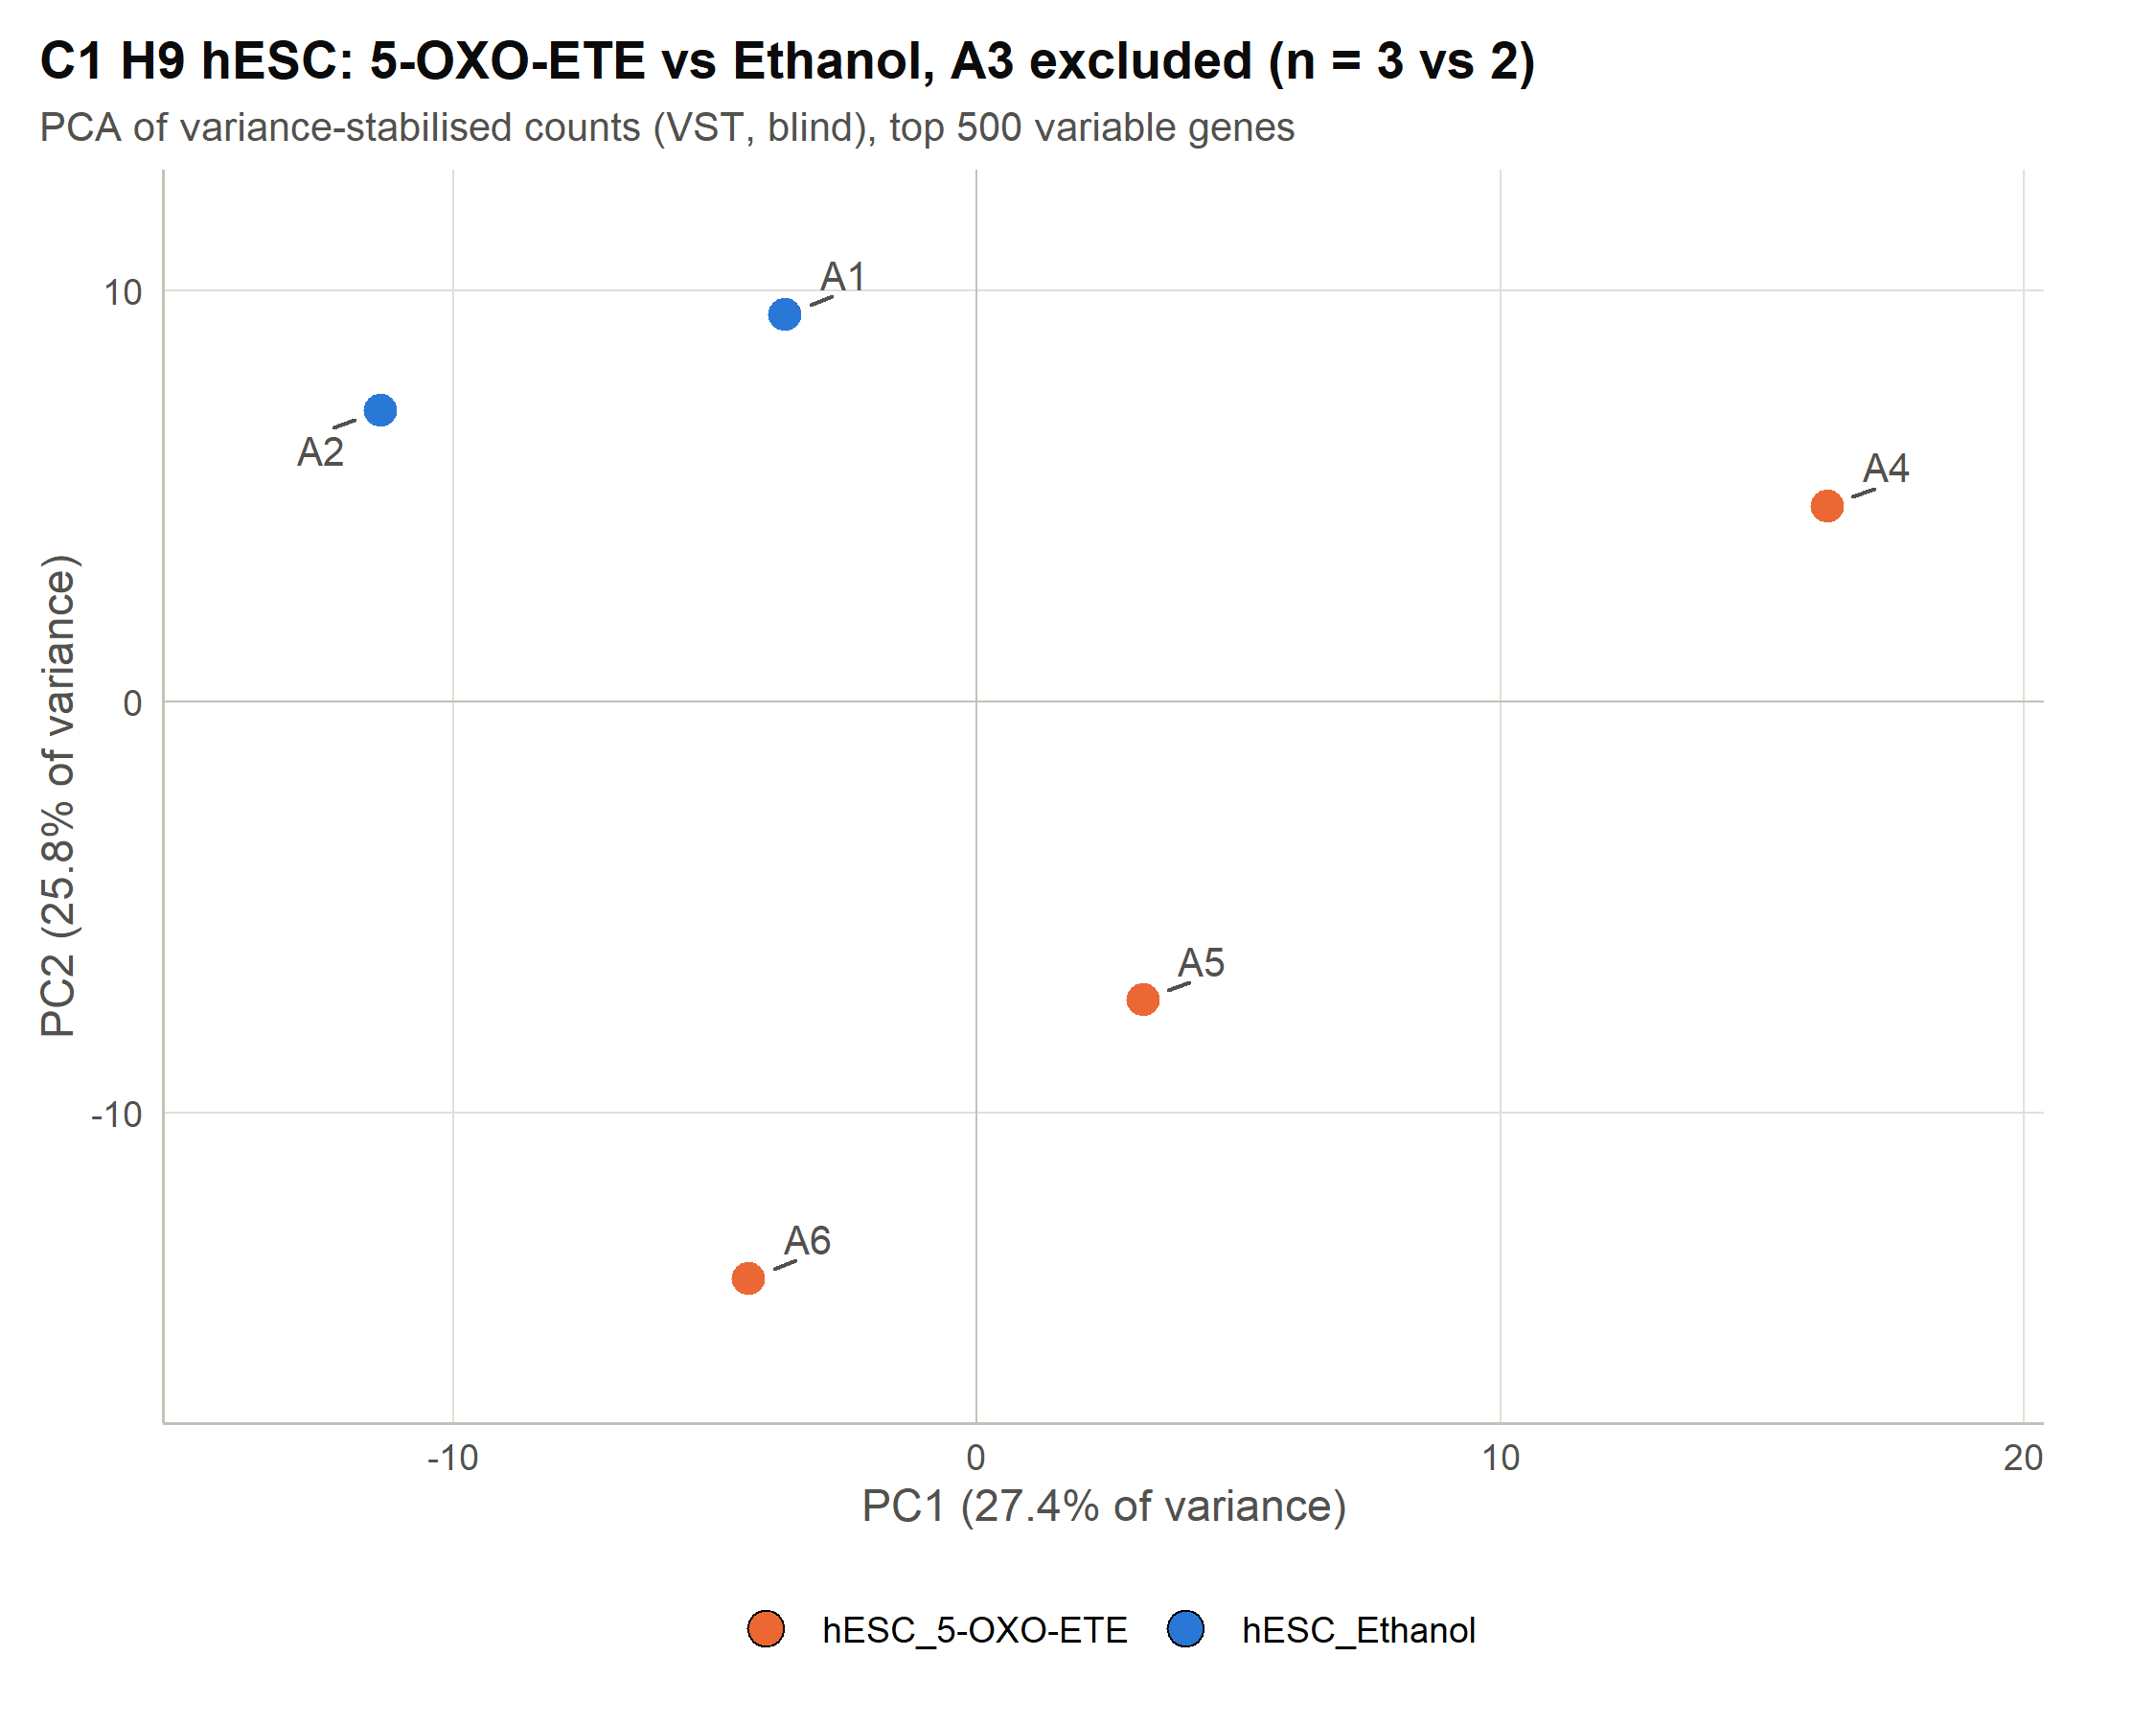 C1 H9 hESC: 5-OXO-ETE vs Ethanol, A3 excluded (n = 3 vs 2)
PCA of variance-stabilised counts (VST, blind), top 500 variable genes
PC2 (25.8% of variance)
10
0
-10
A1
A2
A4
A5
A6
-10
0
10
20
PC1 (27.4% of variance)
hESC_5-OXO-ETE
hESC_Ethanol